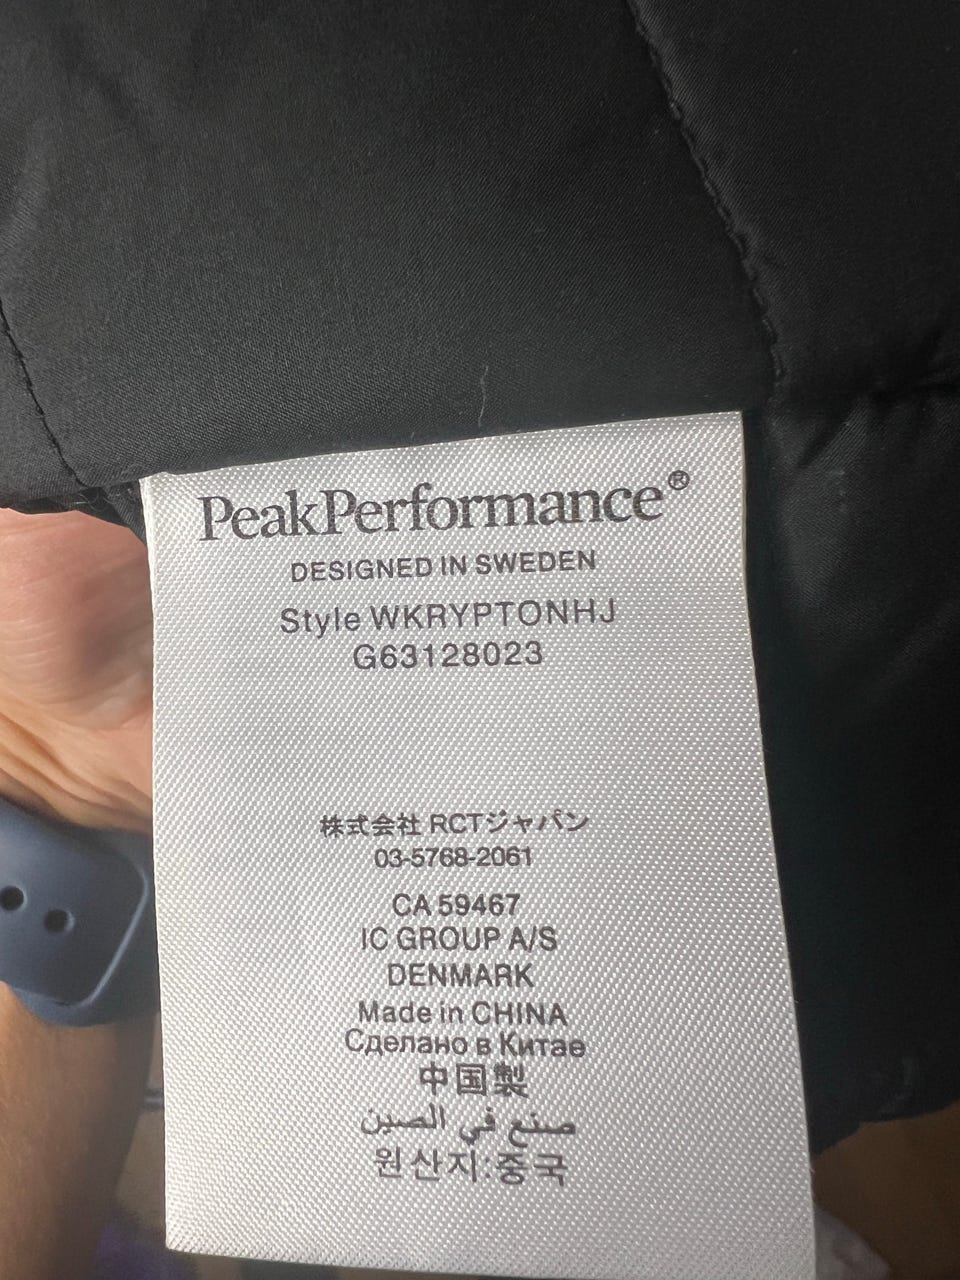 PeakPerformance®
DESIGNED IN SWEDEN
Style WKRYPTONHJ
G63128023
株式会社 RCTジャパン
03-5768-2061
CA 59467
IC GROUP A/S
DENMARK
Made in CHINA
Сделано в Китае
中国製
صنع في الصين
원산지:중국